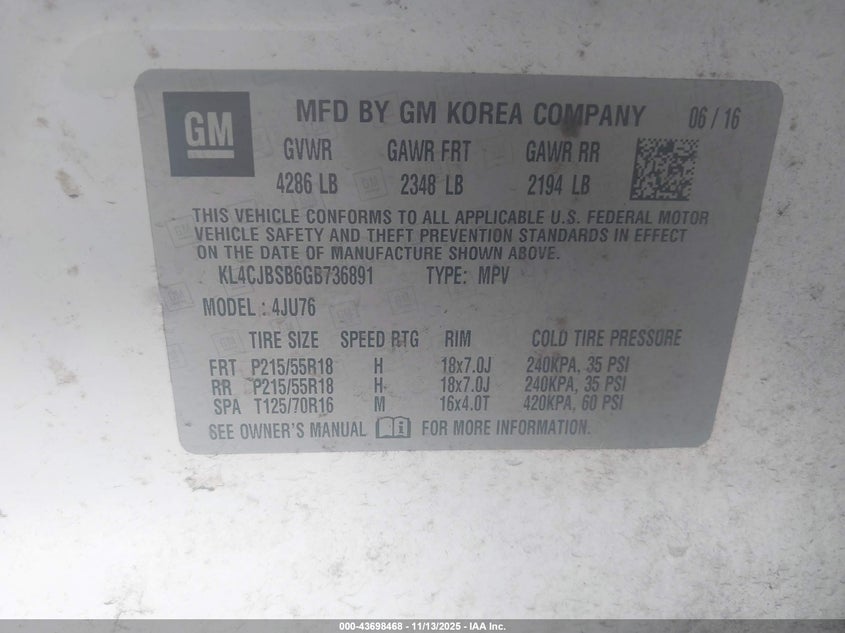 GM MFD BY GM KOREA COMPANY 06 / 16
GVWR GAWR FRT GAWR RR
4286 LB 2348 LB 2194 LB
THIS VEHICLE CONFORMS TO ALL APPLICABLE U.S. FEDERAL MOTOR
VEHICLE SAFETY AND THEFT PREVENTION STANDARDS IN EFFECT
ON THE DATE OF MANUFACTURE SHOWN ABOVE.
KL4CJBSB6GB736891 TYPE: MPV
MODEL : 4JU76
TIRE SIZE SPEED RTG RIM COLD TIRE PRESSURE
FRT P215/55R18 H 18x7.0J 240KPA, 35 PSI
RR P215/55R18 H 18x7.0J 240KPA, 35 PSI
SPA T125/70R16 M 16x4.0T 420KPA, 60 PSI
SEE OWNER'S MANUAL FOR MORE INFORMATION.
000-43698468 - 11/13/2025 - IAA Inc.